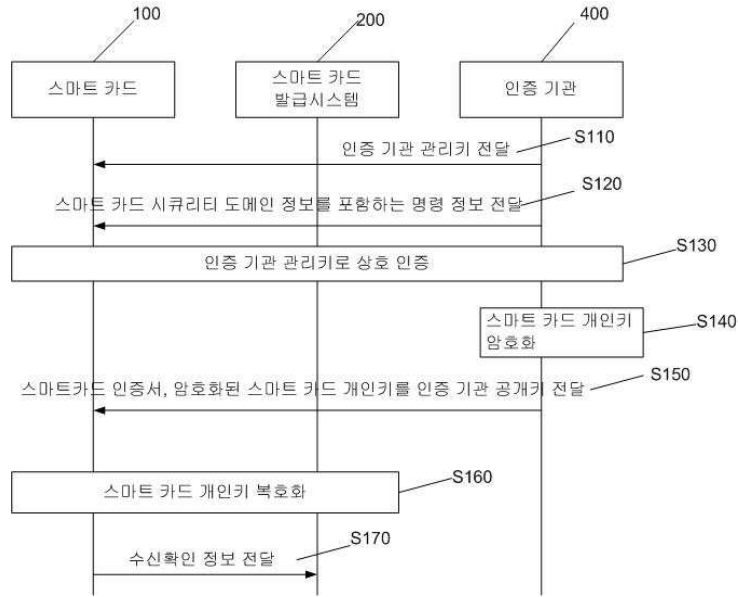 100
200
400
스마트 카드
스마트 카드
발급시스템
인증 기관
인증 기관 관리키 전달
S110
S120
스마트 카드 시큐리티 도메인 정보를 포함하는 명령 정보 전달
인증 기관 관리키로 상호 인증
S130
스마트 카드 개인키
암호화
S140
S150
스마트카드 인증서, 암호화된 스마트 카드 개인키를 인증 기관 공개키 전달
스마트 카드 개인키 복호화
S160
수신확인 정보 전달
S170